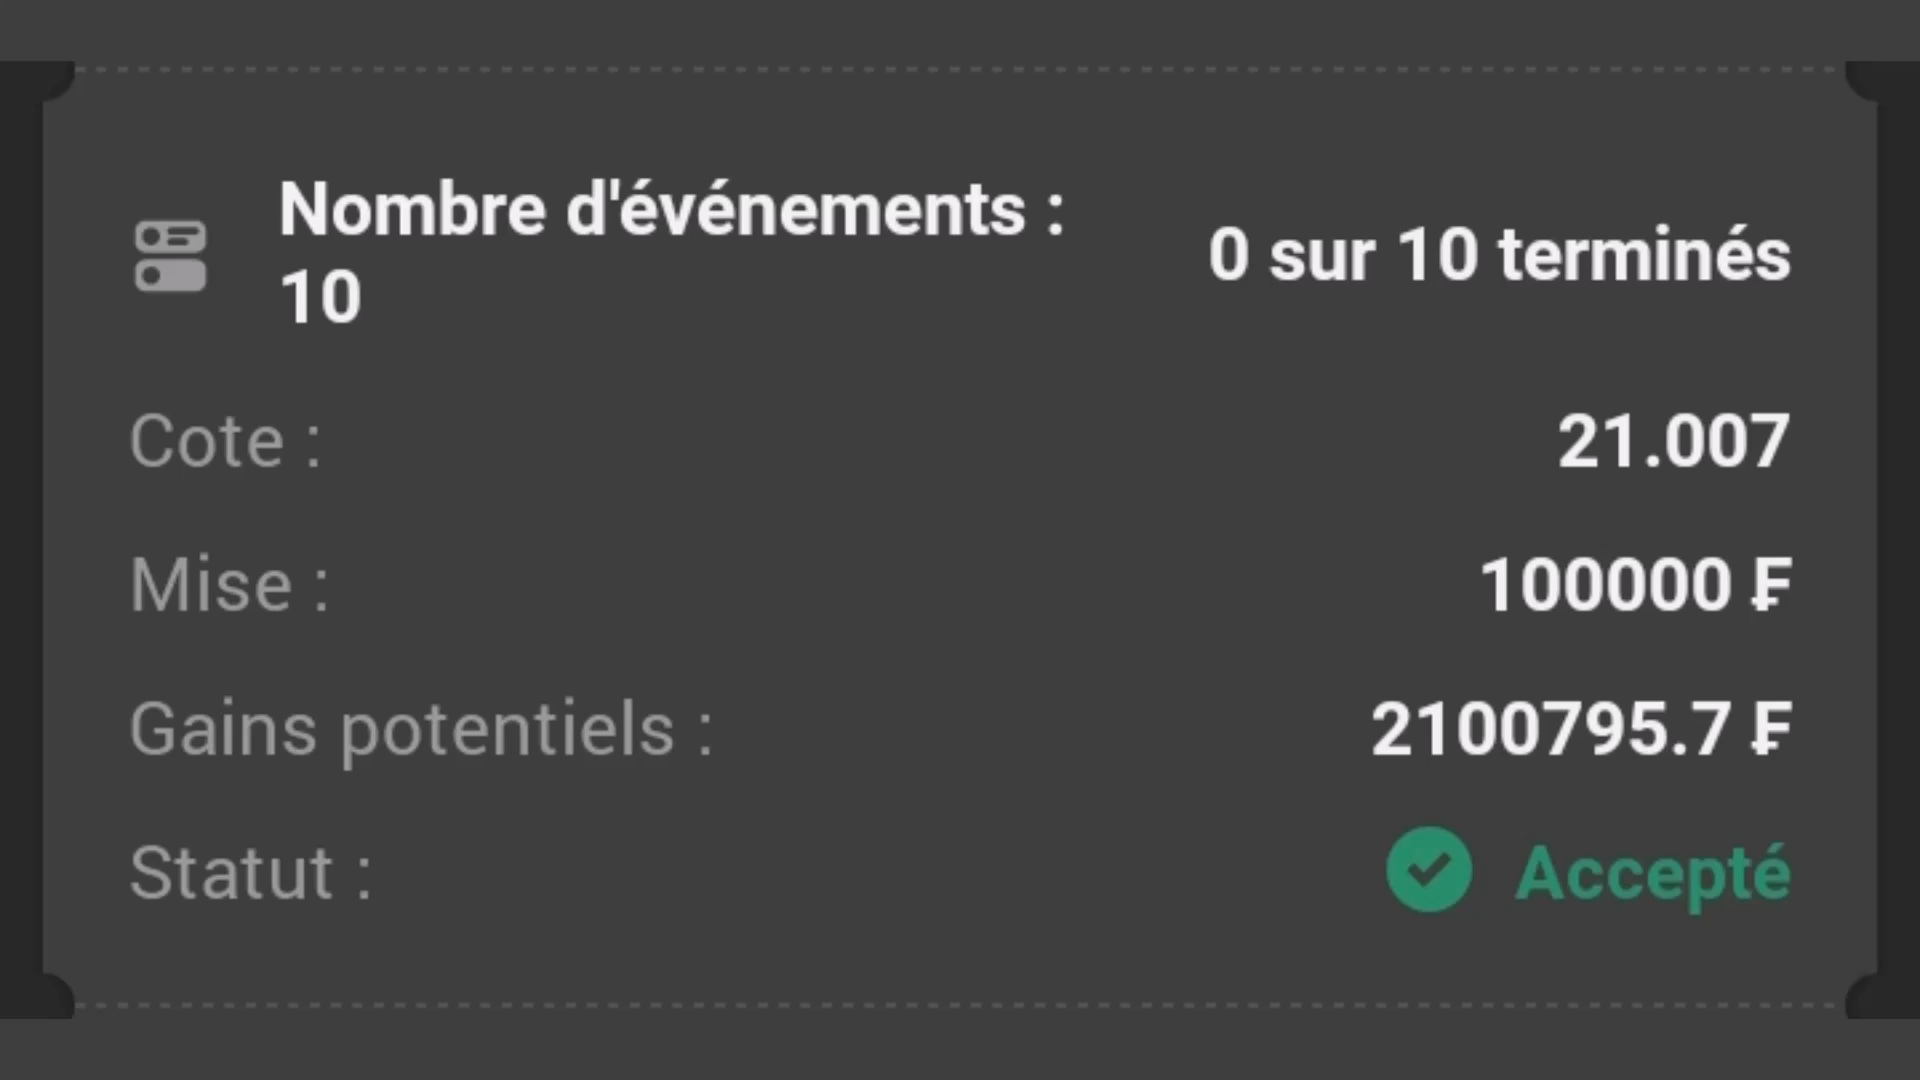 Nombre d'événements :
10
0 sur 10 terminés
Cote :
21.007
Mise :
100000 ₣
Gains potentiels :
2100795.7 ₣
Statut :
Accepté